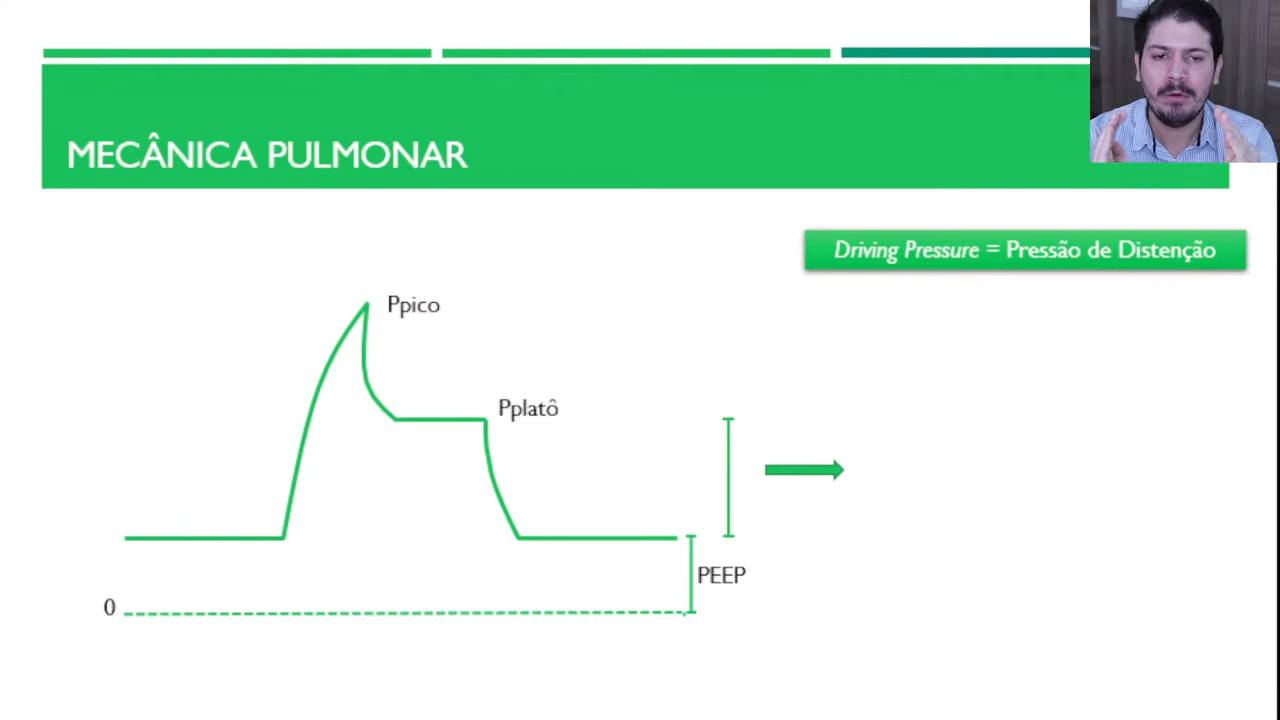 MECÂNICA PULMONAR
Driving Pressure = Pressão de Distenção
Ppico
Pplatô
PEEP
0